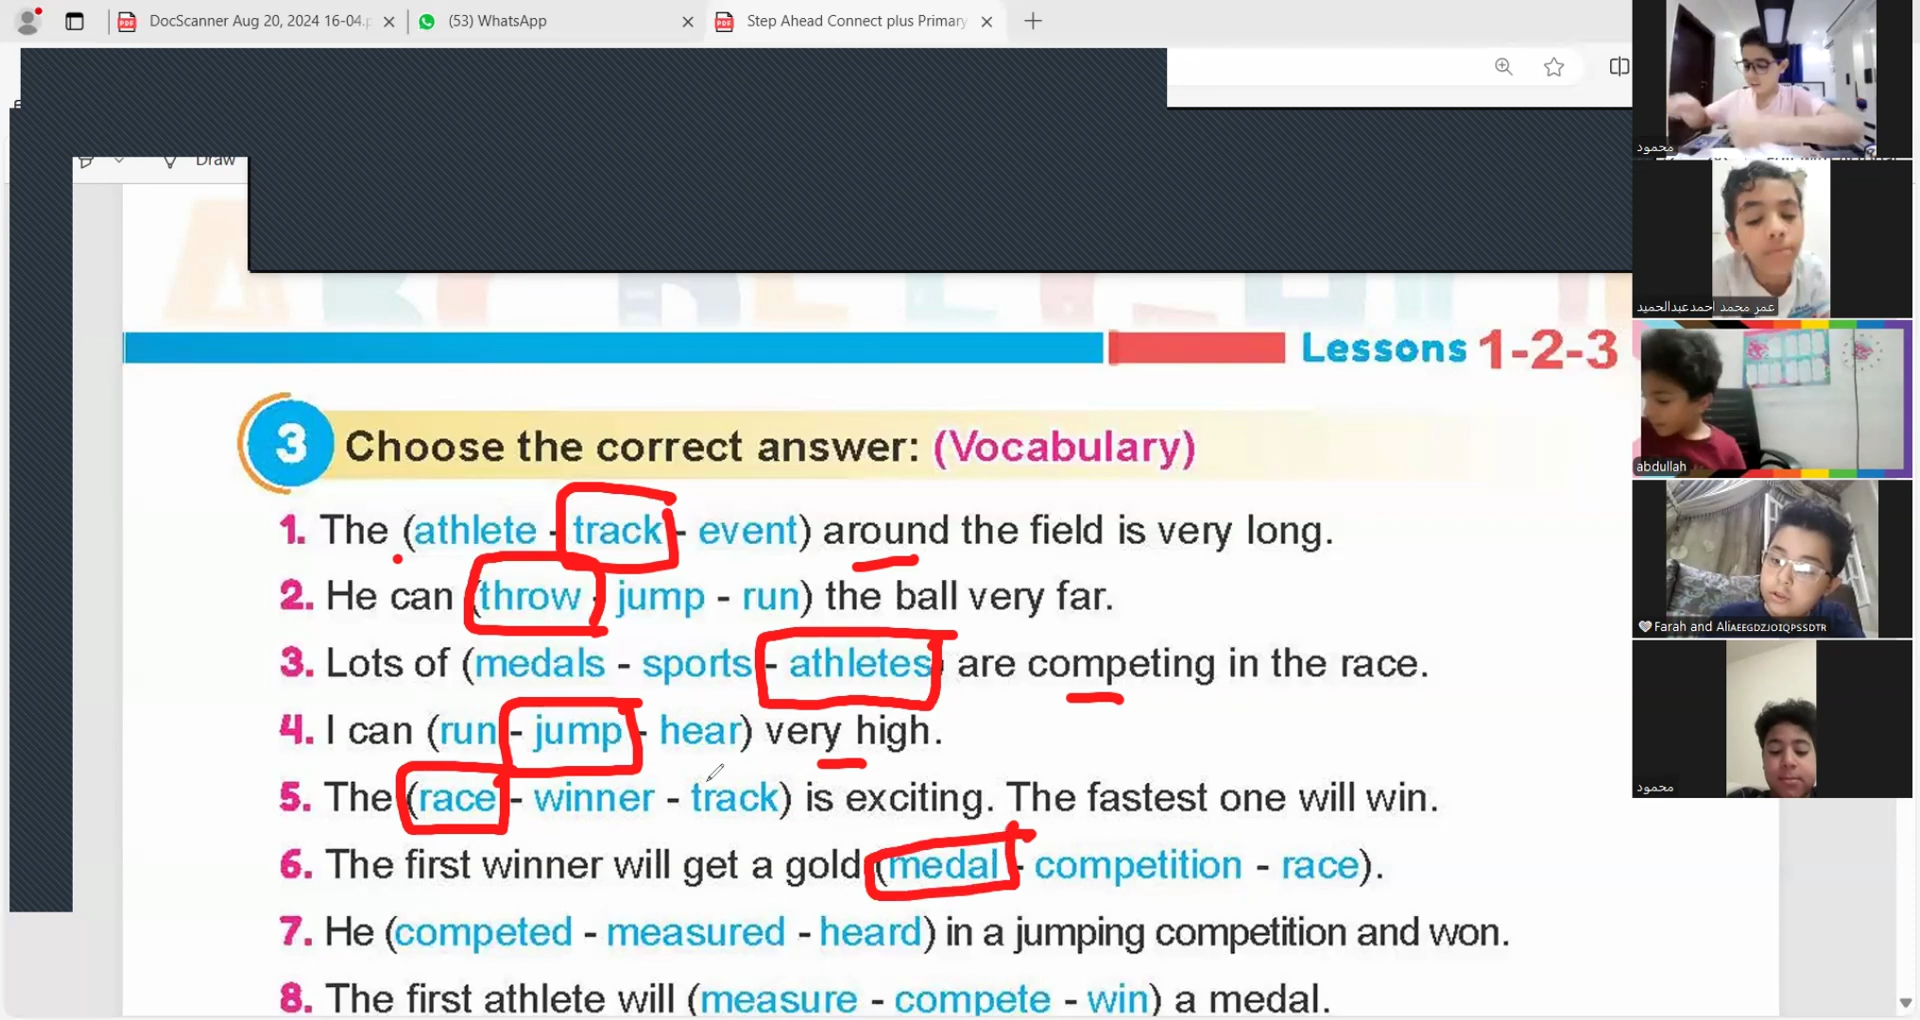 DocScanner Aug 20, 2024 16-04.p
(53) WhatsApp
Step Ahead Connect plus Primary
Draw
Lessons 1-2-3
3 Choose the correct answer: (Vocabulary)
1. The (athlete - track - event) around the field is very long.
2. He can (throw - jump - run) the ball very far.
3. Lots of (medals - sports - athletes) are competing in the race.
4. I can (run - jump - hear) very high.
5. The (race - winner - track) is exciting. The fastest one will win.
6. The first winner will get a gold (medal - competition - race).
7. He (competed - measured - heard) in a jumping competition and won.
8. The first athlete will (measure - compete - win) a medal.
محمود
عمر محمد احمدعبدالحميد
abdullah
Farah and AliAEEGDZJOIQPSSDTR
محمود